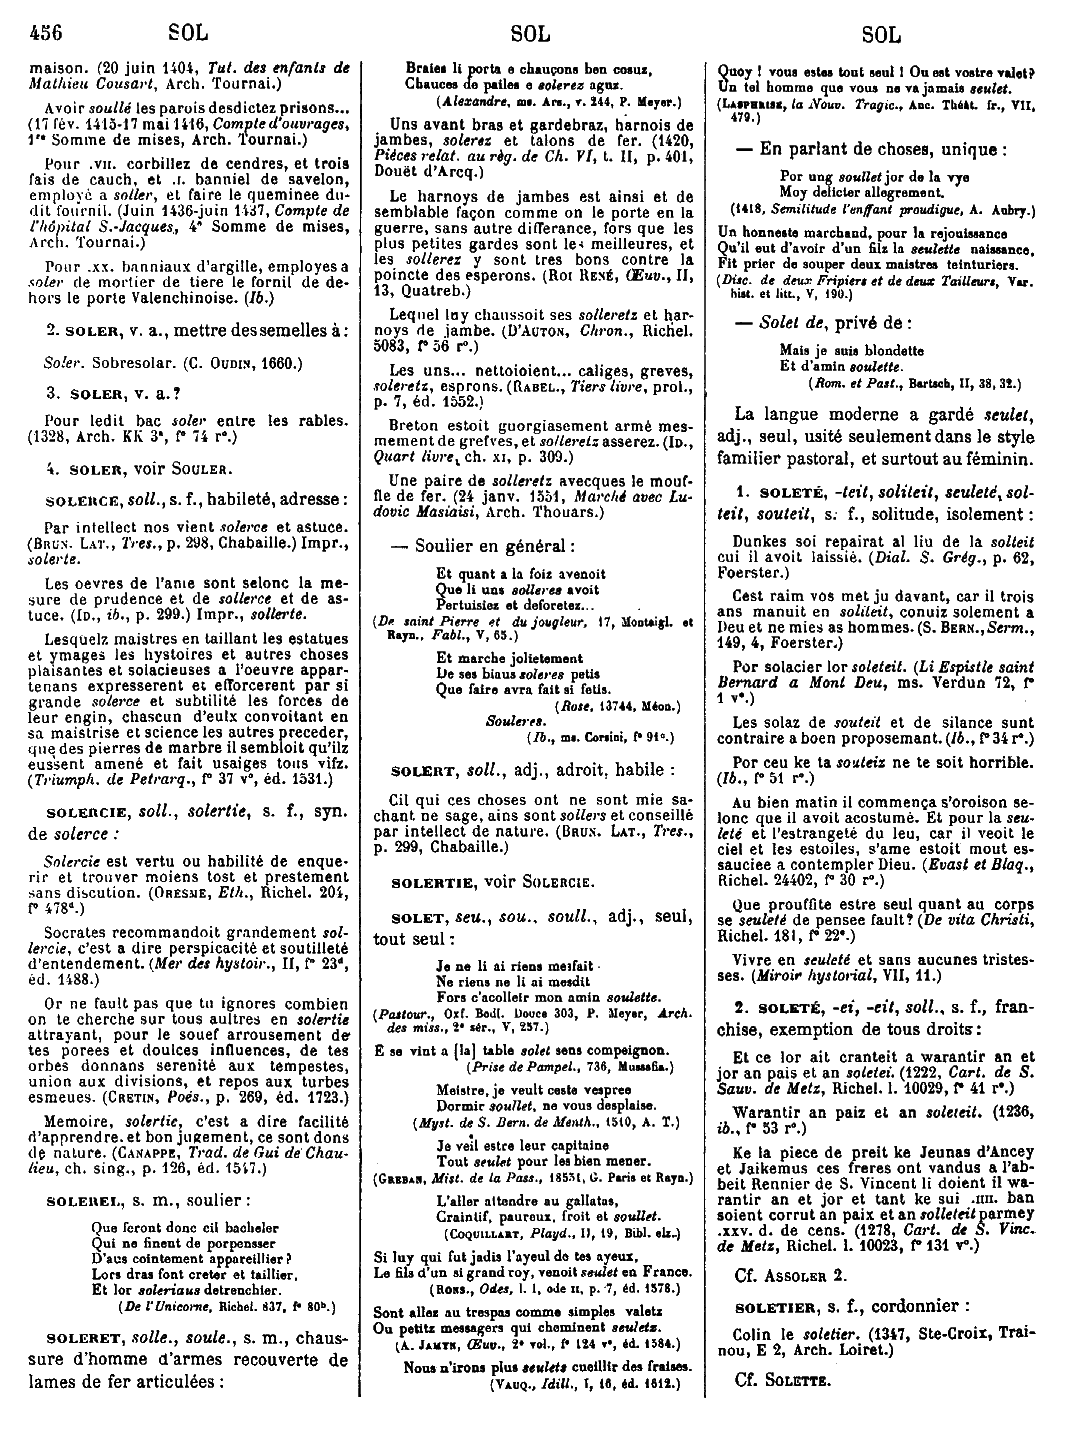 456 SOL SOL SOL
maison. (20 juin 1404, Tut. des enfants de
Mathieu Cousart, Arch. Tournai.)
Avoir soullé les parois desdictez prisons...
(17 fév. 1415-17 mai 1416, Compte d'ouvrages,
1re Somme de mises, Arch. Tournai.)
Pour .VII. corbillez de cendres, et trois
fais de cauch, et .I. banniel de savelon,
employé a soller, et faire le queminee du-
dit fournil. (Juin 1436-juin 1437, Compte de
l'hôpital S.-Jacques, 4e Somme de mises,
Arch. Tournai.)
Pour .XX. banniaux d'argille, employes a
soler de mortier de tiere le fornil de de-
hors le porte Valenchinoise. (Ib.)
2. SOLER, v. a., mettre des semelles à :
Soler. Sobresolar. (C. OUDIN, 1660.)
3. SOLER, v. a.?
Pour ledit bac soler entre les rables.
(1328, Arch. KK 3a, fo 74 ro.)
4. SOLER, voir SOULER.
SOLERCE, soll., s. f., habileté, adresse :
Par intellect nos vient solerce et astuce.
(BRUN. LAT., Tres., p. 298, Chabaille.) Impr.,
solerte.
Les oevres de l'ame sont selonc la me-
sure de prudence et de sollerce et de as-
tuce. (ID., ib., p. 299.) Impr., sollerte.
Lesquelz maistres en taillant les estatues
et ymages les hystoires et autres choses
plaisantes et solacieuses a l'oeuvre appar-
tenans expresserent et efforcerent par si
grande solerce et subtilité les forces de
leur engin, chascun d'eulx convoitant en
sa maistrise et science les autres preceder,
que des pierres de marbre il sembloit qu'ilz
eussent amené et fait usaiges tous vifz.
(Triumph. de Petrarq., fo 37 vo, éd. 1531.)
SOLERCIE, soll., solertie, s. f., syn.
de solerce :
Solercie est vertu ou habilité de enque-
rir et trouver moiens tost et prestement
sans discution. (ORESME, Eth., Richel. 204,
fo 478d.)
Socrates recommandoit grandement sol-
lercie, c'est a dire perspicacité et soutilleté
d'entendement. (Mer des hystoir., II, fo 23d,
éd. 1488.)
Or ne fault pas que tu ignores combien
on te cherche sur tous aultres en solertie
attrayant, pour le souef arrousement de
tes porees et doulces influences, de tes
orbes donnans serenité aux tempestes,
union aux divisions, et repos aux turbes
esmeues. (CRETIN, Poés., p. 269, éd. 1723.)
Memoire, solertie, c'est a dire facilité
d'apprendre. et bon jugement, ce sont dons
de nature. (CANAPPE, Trad. de Gui de Chau-
lieu, ch. sing., p. 126, éd. 1547.)
SOLEREL, s. m., soulier :
Que feront donc cil bacheler
Qui ne finent de porpensser
D'aus cointement appareillier ?
Lors dras font creter et taillier,
Et lor soleriaus detrenchier.
(De l'Unicorne, Richel. 837, fo 80b.)
SOLERET, solle., soule., s. m., chaus-
sure d'homme d'armes recouverte de
lames de fer articulées :
Braies li porta e chauçons ben cosuz,
Chauces de pailes e solerez aguz.
(Alexandre, ms. Ars., v. 244, P. Meyer.)
Uns avant bras et gardebraz, harnois de
jambes, solerez et talons de fer. (1420,
Pièces relat. au règ. de Ch. VI, t. II, p. 401,
Douët d'Arcq.)
Le harnoys de jambes est ainsi et de
semblable façon comme on le porte en la
guerre, sans autre differance, fors que les
plus petites gardes sont les meilleures, et
les sollerez y sont tres bons contre la
poincte des esperons. (ROI RENÉ, Œuv., II,
13, Quatreb.)
Lequel luy chaussoit ses solleretz et har-
noys de jambe. (D'AUTON, Chron., Richel.
5083, fo 56 ro.)
Les uns... nettoioient... caliges, greves,
soleretz, esprons. (RABEL., Tiers livre, prol.,
p. 7, éd. 1552.)
Breton estoit guorgiasement armé mes-
mement de grefves, et solleretz asserez. (ID.,
Quart livre, ch. XI, p. 309.)
Une paire de solleretz avecques le mouf-
fle de fer. (24 janv. 1551, Marché avec Lu-
dovic Masiaisi, Arch. Thouars.)
— Soulier en général :
Et quant a la foiz avenoit
Que li uns solleres avoit
Pertuisiez et deforetez...
(De saint Pierre et du jougleur, 17, Montaigl. et
Rayn., Fabl., V, 65.)
Et marche jolietement
De ses biaus soleres petis
Que faire avra fait si fetis.
(Rose, 13744, Méon.)
Souleres.
(Ib., ms. Corsini, fo 91c.)
SOLERT, soll., adj., adroit, habile :
Cil qui ces choses ont ne sont mie sa-
chant ne sage, ains sont sollers et conseillé
par intellect de nature. (BRUN. LAT., Tres.,
p. 299, Chabaille.)
SOLERTIE, voir SOLERCIE.
SOLET, seu., sou., soull., adj., seul,
tout seul :
Je ne li ai riens meffait
Ne riens ne li ai mesdit
Fors c'acolleir mon amin soulette.
(Pastour., Oxf. Bodl. Douce 303, P. Meyer, Arch.
des miss., 2e sér., V, 257.)
E se vint a [la] table solet sens compeignon.
(Prise de Pampel., 736, Mussafia.)
Meistre, je veult ceste vespree
Dormir soullet, ne vous desplaise.
(Myst. de S. Bern. de Menth., 1510, A. T.)
Je veil estre leur capitaine
Tout seulet pour les bien mener.
(GREBAN, Mist. de la Pass., 18551, G. Paris et Rayn.)
L'aller attendre au gallatas,
Craintif, paureux, froit et soullet.
(COQUILLART, Playd., II, 19, Bibl. elz.)
Si luy qui fut jadis l'ayeul de tes ayeux,
Le fils d'un si grand roy, venoit seulet en France.
(RONS., Odes, l. I, ode II, p. 7, éd. 1578.)
Sont allez au trespas comme simples valetz
Ou petitz messagers qui cheminent seuletz.
(A. JAMYN, Œuv., 2e vol., fo 124 vo, éd. 1584.)
Nous n'irons plus seulets cueillir des fraises.
(VAUQ., Idill., I, 16, éd. 1612.)
Quoy ! vous estes tout seul ! Ou est vostre valet?
Un tel homme que vous ne va jamais seulet.
(LASPHRISE, la Nouv. Tragic., Anc. Théât. fr., VII,
479.)
— En parlant de choses, unique :
Por ung soullet jor de la vye
Moy delicter allegrement.
(1418, Semilitude l'enffant proudigue, A. Aubry.)
Un honneste marchand, pour la rejouissance
Qu'il eut d'avoir d'un filz la seulette naissance,
Fit prier de souper deux maistres teinturiers.
(Disc. de deux Fripiers et de deux Tailleurs, Var.
hist. et litt., V, 190.)
— Solet de, privé de :
Mais je suis blondette
Et d'amin soulette.
(Rom. et Past., Bartsch, II, 38, 32.)
La langue moderne a gardé seulet,
adj., seul, usité seulement dans le style
familier pastoral, et surtout au féminin.
1. SOLETÉ, -teit, soliteit, seuleté, sol-
teit, souteit, s. f., solitude, isolement :
Dunkes soi repairat al liu de la solteit
cui il avoit laissié. (Dial. S. Grég., p. 62,
Foerster.)
Cest raim vos met ju davant, car il trois
ans manuit en soliteit, conuiz solement a
Deu et ne mies as hommes. (S. BERN., Serm.,
149, 4, Foerster.)
Por solacier lor soleteit. (Li Espistle saint
Bernard a Mont Deu, ms. Verdun 72, fo
1 vo.)
Les solaz de souteit et de silance sunt
contraire a boen proposemant. (Ib., fo 34 ro.)
Por ceu ke ta souteiz ne te soit horrible.
(Ib., fo 51 ro.)
Au bien matin il commença s'oroison se-
lonc que il avoit acostumé. Et pour la seu-
leté et l'estrangeté du leu, car il veoit le
ciel et les estoiles, s'ame estoit mout es-
sauciee a contempler Dieu. (Evast et Blaq.,
Richel. 24402, fo 30 ro.)
Que prouffite estre seul quant au corps
se seuleté de pensee fault? (De vita Christi,
Richel. 181, fo 22c.)
Vivre en seuleté et sans aucunes tristes-
ses. (Miroir hystorial, VII, 11.)
2. SOLETÉ, -ei, -eit, soll., s. f., fran-
chise, exemption de tous droits :
Et ce lor ait cranteit a warantir an et
jor an pais et an soletei. (1222, Cart. de S.
Sauv. de Metz, Richel. l. 10029, fo 41 ro.)
Warantir an paiz et an soleteit. (1236,
ib., fo 53 ro.)
Ke la piece de preit ke Jeunas d'Ancey
et Jaikemus ces freres ont vandus a l'ab-
beit Rennier de S. Vincent li doient il wa-
rantir an et jor et tant ke sui .IIII. ban
soient corrut an paix et an solleteit parmey
.XXV. d. de cens. (1278, Cart. de S. Vinc.
de Metz, Richel. l. 10023, fo 131 vo.)
Cf. ASSOLER 2.
SOLETIER, s. f., cordonnier :
Colin le soletier. (1347, Ste-Croix, Trai-
nou, E 2, Arch. Loiret.)
Cf. SOLETTE.